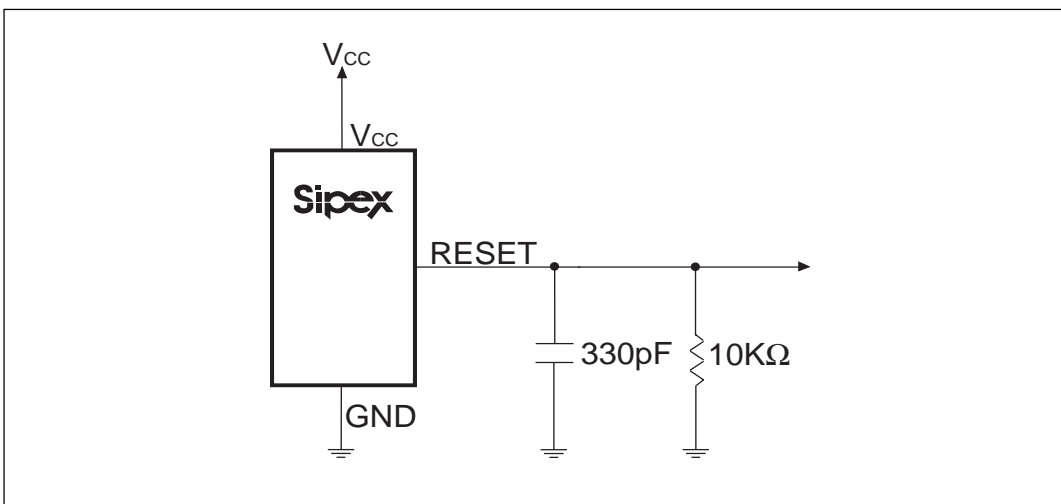 VCC
VCC
Sipex
RESET
330pF
10KΩ
GND